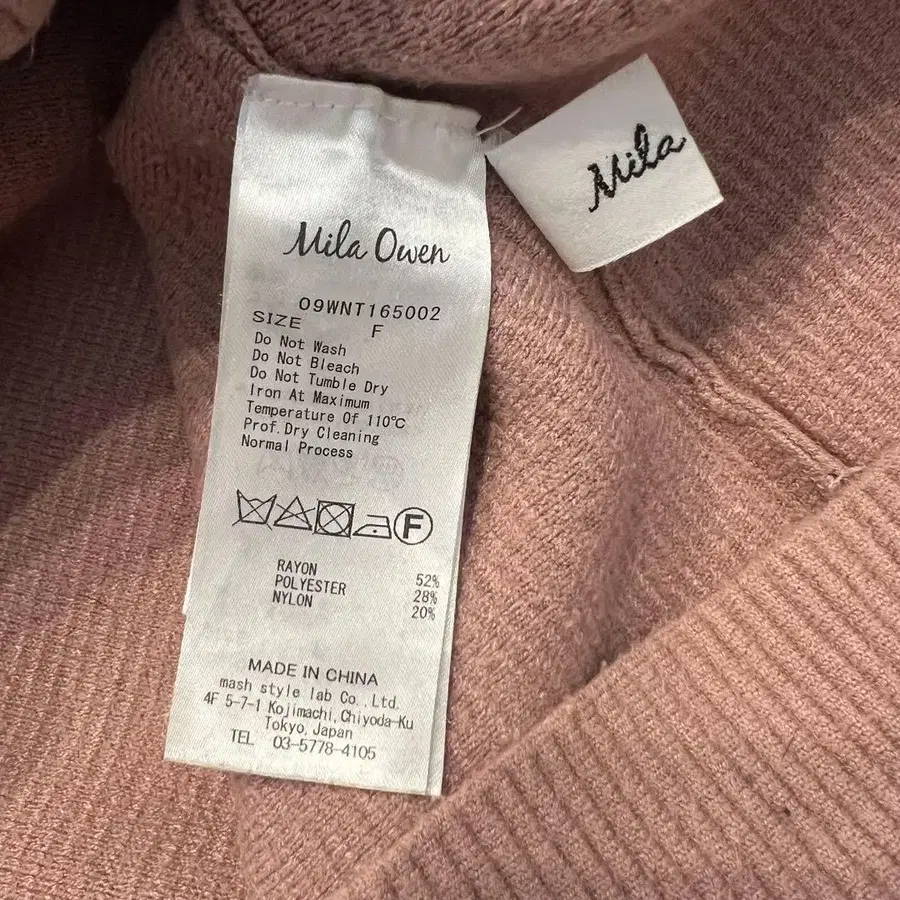 Mila Owen
Mila
09WNT165002
SIZE F
Do Not Wash
Do Not Bleach
Do Not Tumble Dry
Iron At Maximum
Temperature Of 110℃
Prof.Dry Cleaning
Normal Process
F
RAYON 52%
POLYESTER 28%
NYLON 20%
MADE IN CHINA
mash style lab Co.,Ltd.
4F 5-7-1 Kojimachi,Chiyoda-Ku
Tokyo,Japan
TEL 03-5778-4105